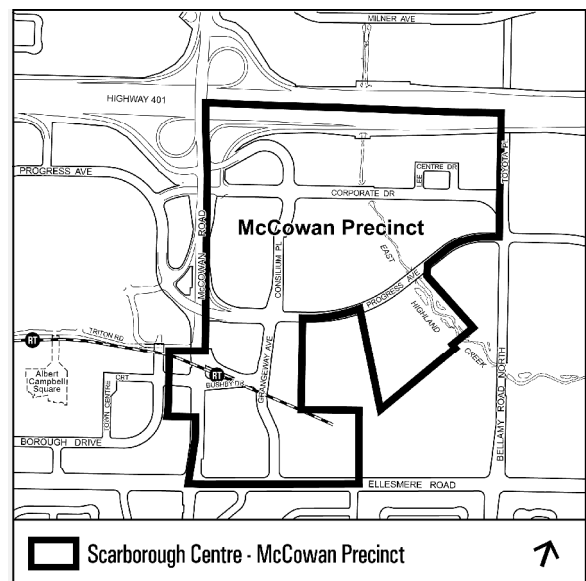 MILNER AVE
HIGHWAY 401
TOYOTA PL
PROGRESS AVE
CENTRE DR
LEE
CORPORATE DR
McCOWAN ROAD
McCowan Precinct
CONSILIUM PL
EAST
HIGHLAND
CREEK
PROGRESS AVE
TRITON RD
RT
Albert
Campbell
Square
RT
BUSHBY DR
GRANGEWAY AVE
TOWN CENTRE
CRT
BELLAMY ROAD NORTH
BOROUGH DRIVE
ELLESMERE ROAD
Scarborough Centre - McCowan Precinct